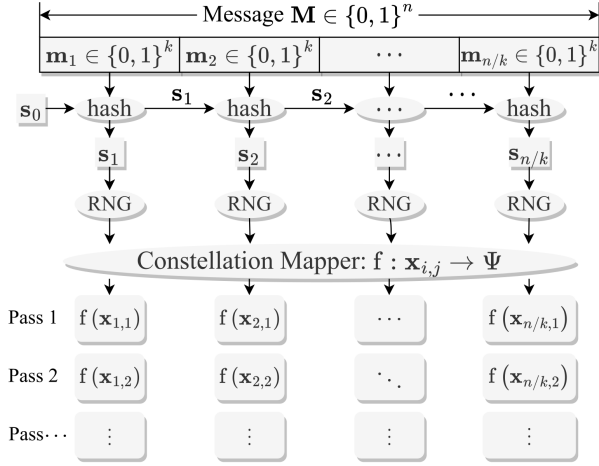 Message M ∈ {0, 1}^n
m_1 ∈ {0, 1}^k m_2 ∈ {0, 1}^k ⋯ m_{n/k} ∈ {0, 1}^k
s_1 s_2 ⋯
s_0 hash hash ⋯ hash
s_1 s_2 ⋯ s_{n/k}
RNG RNG RNG RNG
Constellation Mapper: f : x_{i,j} → Ψ
Pass 1 f (x_{1,1}) f (x_{2,1}) ⋯ f (x_{n/k,1})
Pass 2 f (x_{1,2}) f (x_{2,2}) ⋱ f (x_{n/k,2})
Pass⋯ ⋮ ⋮ ⋮ ⋮